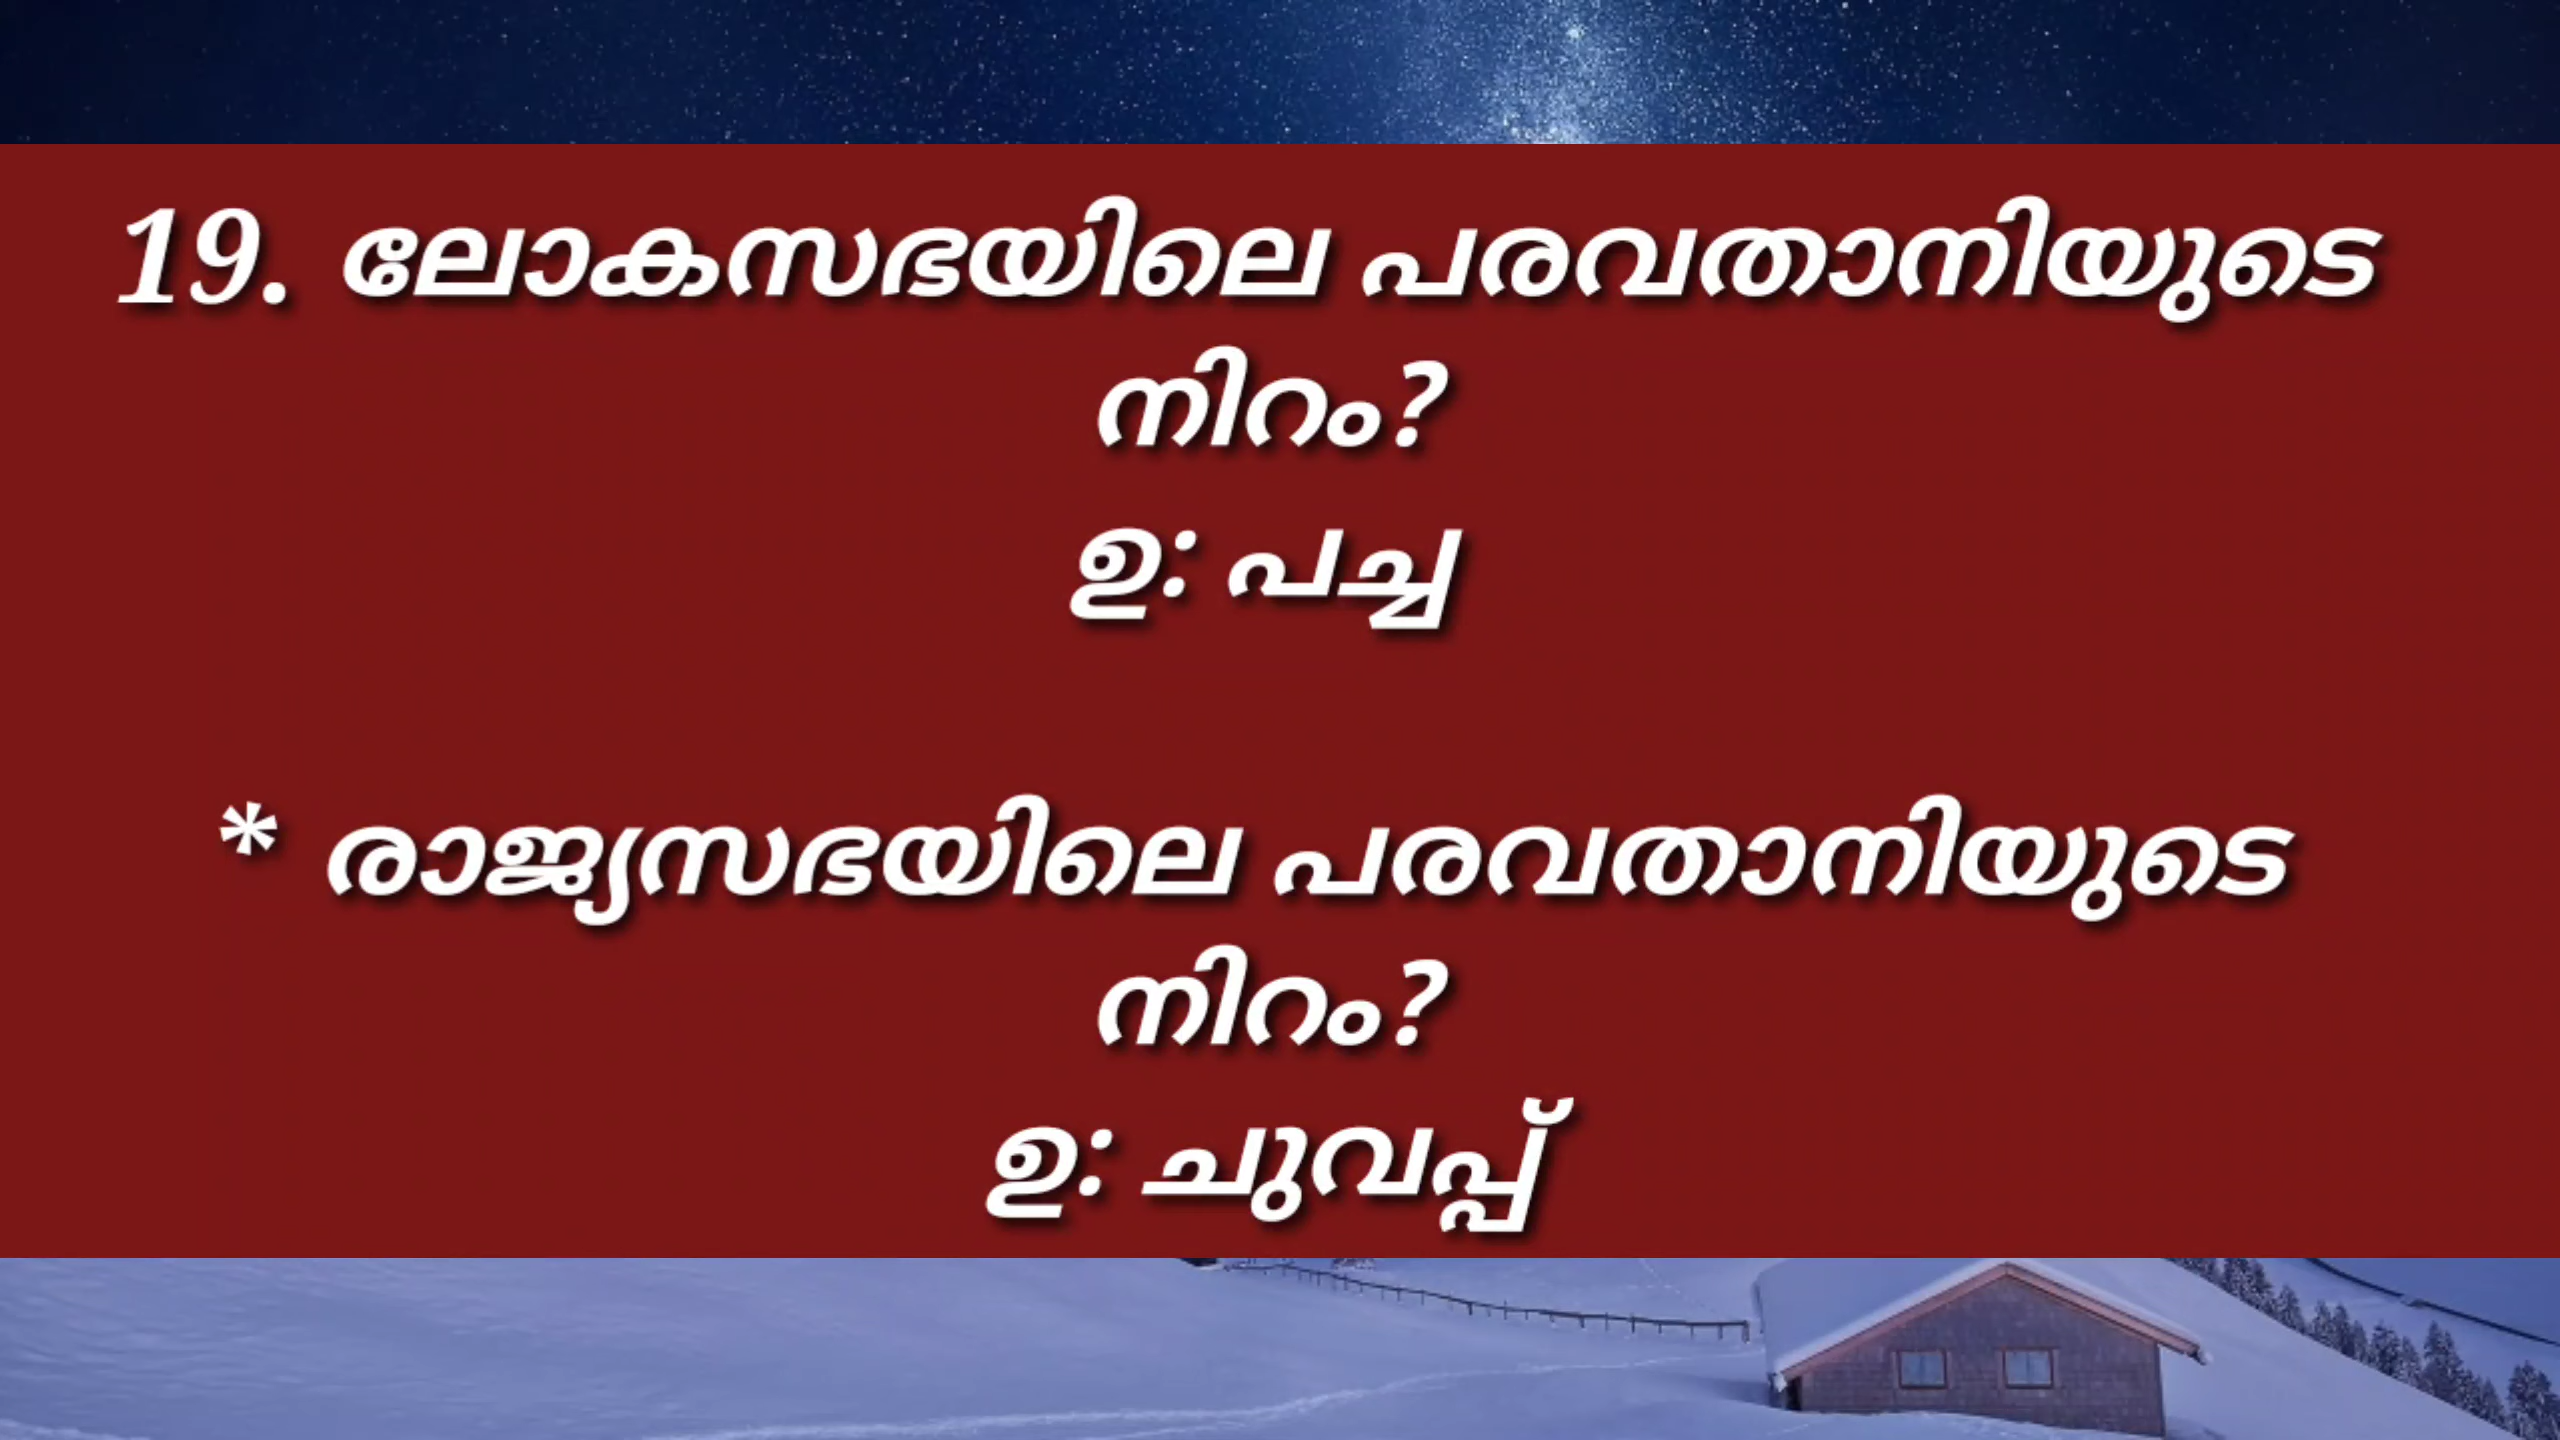 19. ലോകസഭയിലെ പരവതാനിയുടെ
നിറം?
ഉ: പച്ച
* രാജ്യസഭയിലെ പരവതാനിയുടെ
നിറം?
ഉ: ചുവപ്പ്